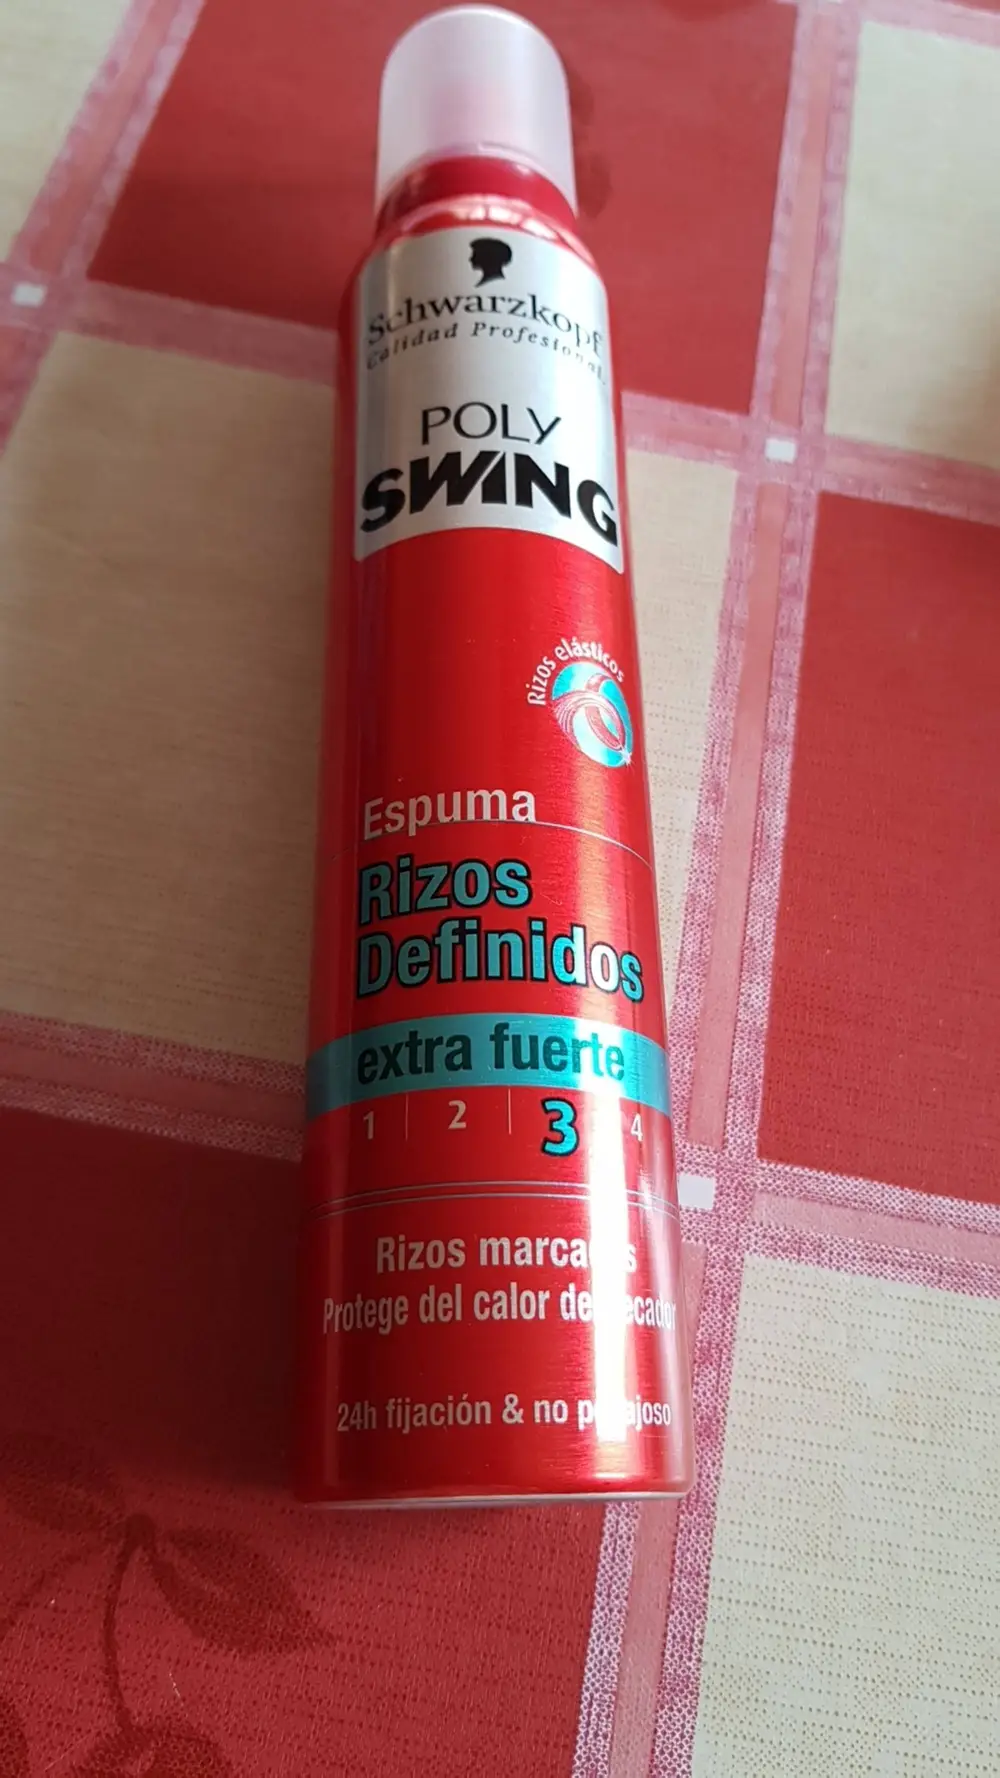 Schwarzkopf
Calidad Profesional.
POLY
SWING
Rizos elásticos
Espuma
Rizos
Definidos
extra fuerte
1 2 3 4
Rizos
Protege del calor
24h fijación & no